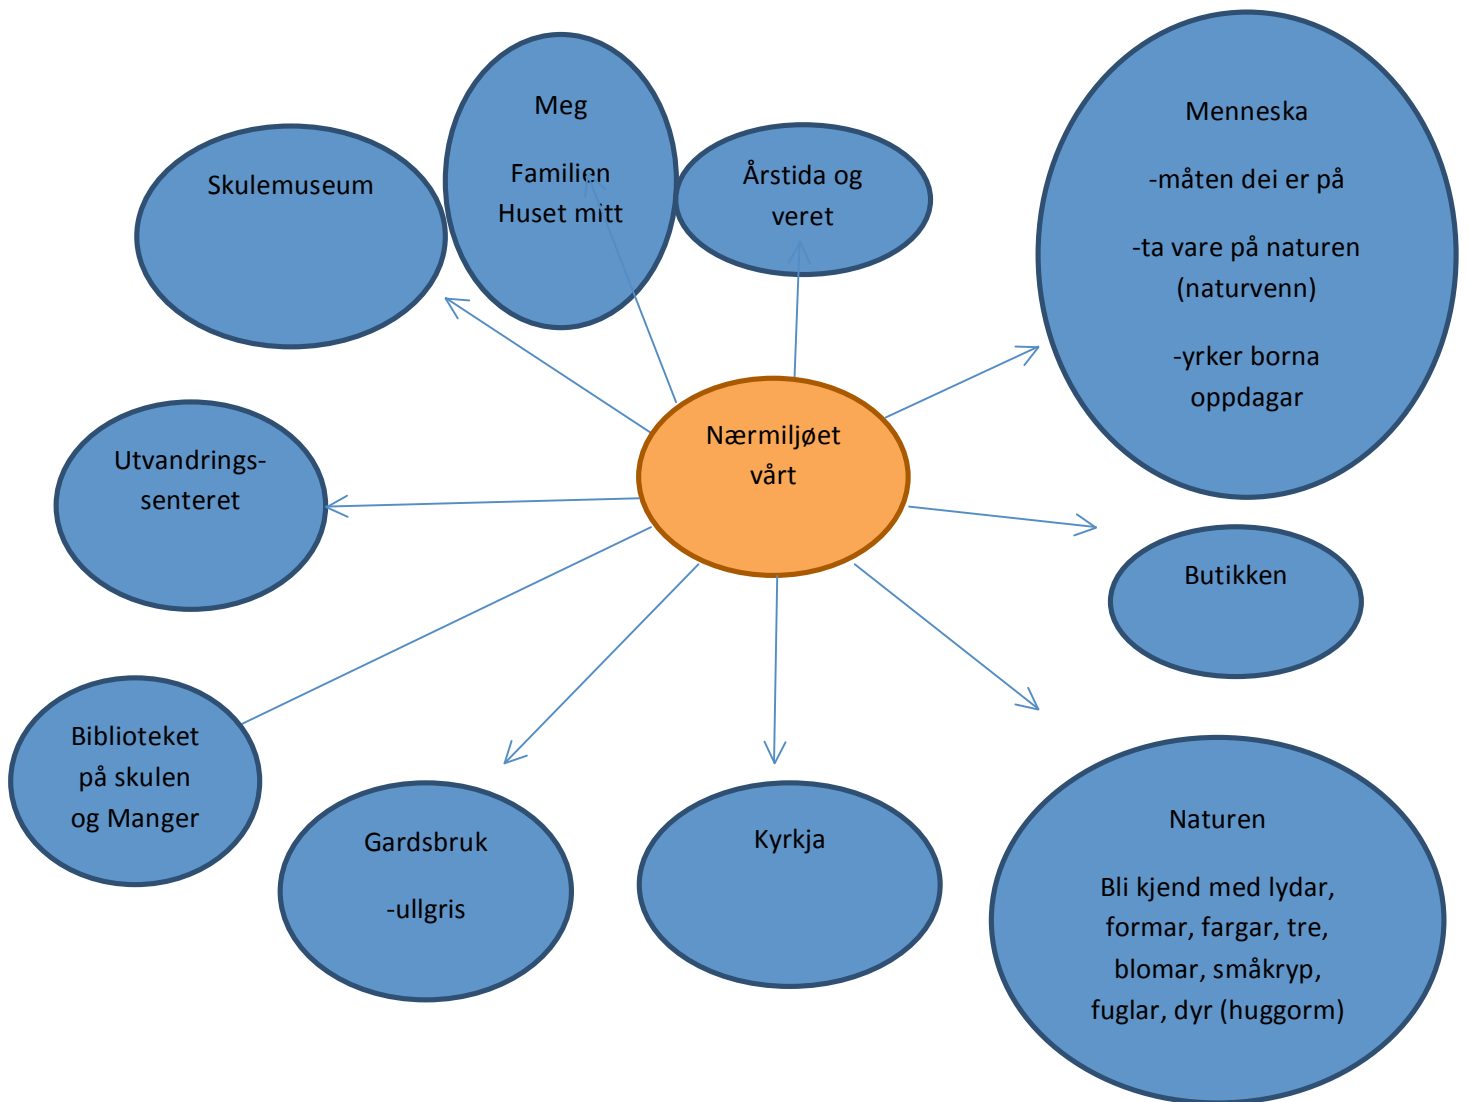 Meg
Familien
Huset mitt
Skulemuseum
Årstida og
veret
Menneska
-måten dei er på
-ta vare på naturen
(naturvenn)
-yrker borna
oppdagar
Nærmiljøet
vårt
Utvandrings-
senteret
Butikken
Biblioteket
på skulen
og Manger
Gardsbruk
-ullgris
Kyrkja
Naturen
Bli kjend med lydar,
formar, fargar, tre,
blomar, småkryp,
fuglar, dyr (huggorm)